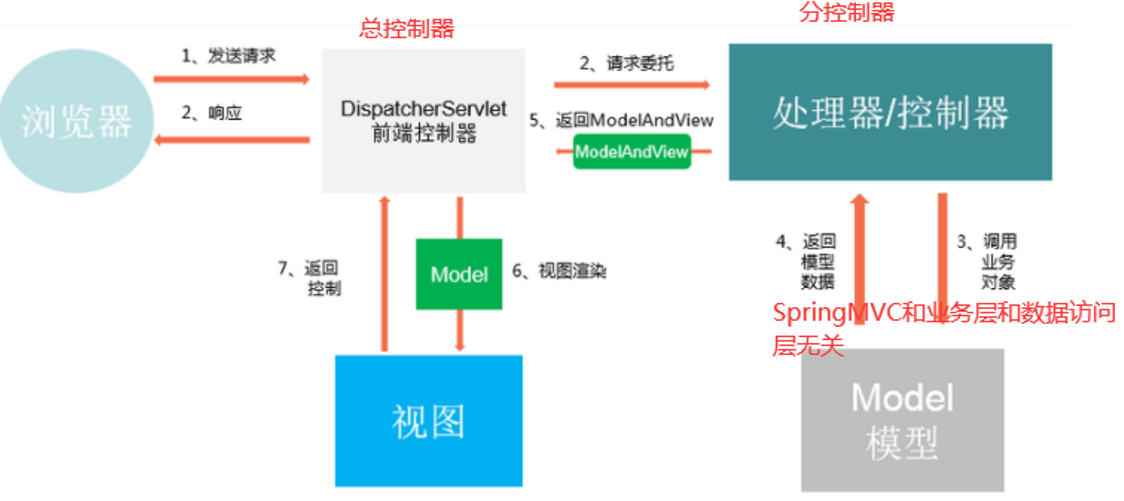 总控制器
分控制器
1、发送请求
2、响应
浏览器
DispatcherServlet
前端控制器
2、请求委托
5、返回ModelAndView
ModelAndView
处理器/控制器
4、返回
模型
数据
3、调用
业务
对象
7、返回
控制
Model
6、视图渲染
SpringMVC和业务层和数据访问
层无关
视图
Model
模型